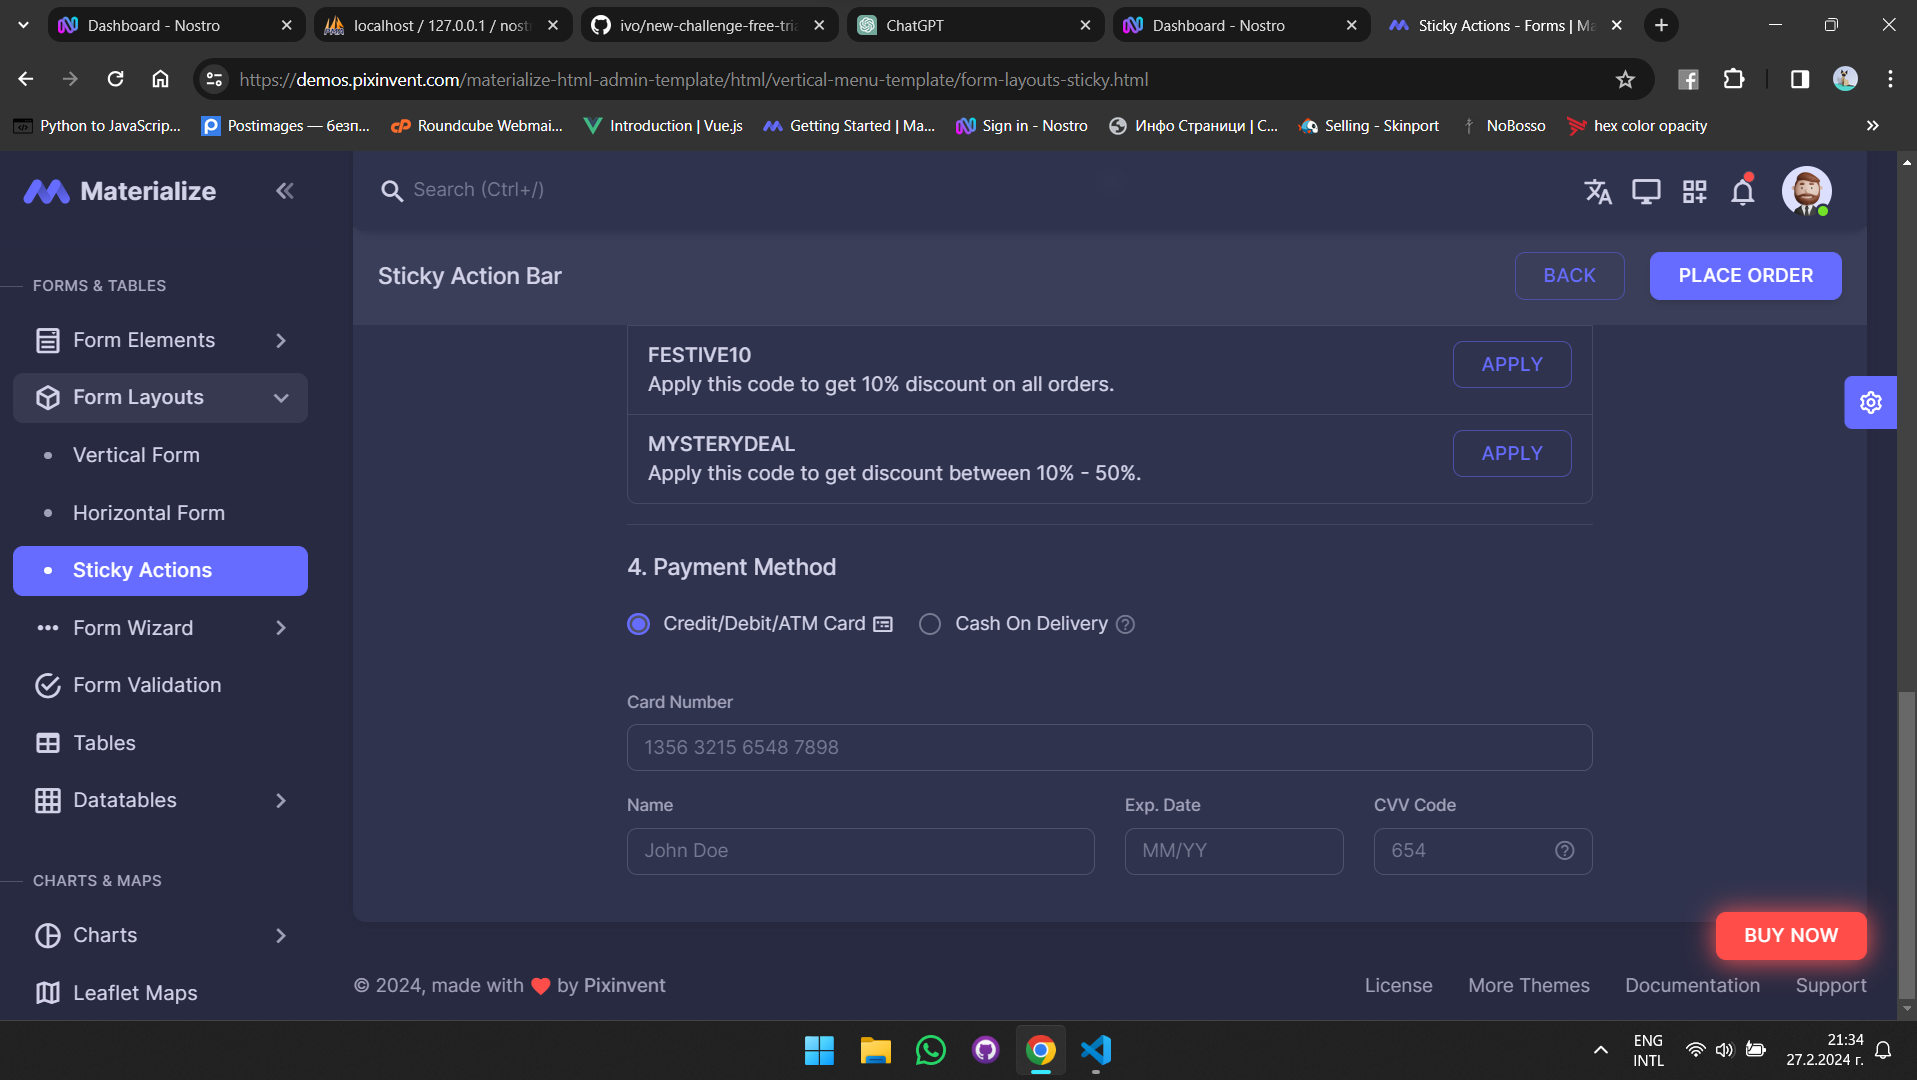 Dashboard - Nostro
localhost / 127.0.0.1 / nost
ivo/new-challenge-free-tria
ChatGPT
Dashboard - Nostro
Sticky Actions - Forms | Ma
https://demos.pixinvent.com/materialize-html-admin-template/html/vertical-menu-template/form-layouts-sticky.html
Python to JavaScrip...
Postimages — безп...
Roundcube Webmai...
Introduction | Vue.js
Getting Started | Ma...
Sign in - Nostro
Инфо Страници | С...
Selling - Skinport
NoBosso
hex color opacity
Materialize
Search (Ctrl+/)
Sticky Action Bar
BACK
PLACE ORDER
FORMS & TABLES
Form Elements
Form Layouts
Vertical Form
Horizontal Form
Sticky Actions
Form Wizard
Form Validation
Tables
Datatables
CHARTS & MAPS
Charts
Leaflet Maps
FESTIVE10
Apply this code to get 10% discount on all orders.
APPLY
MYSTERYDEAL
Apply this code to get discount between 10% - 50%.
APPLY
4. Payment Method
Credit/Debit/ATM Card
Cash On Delivery
Card Number
1356 3215 6548 7898
Name
Exp. Date
CVV Code
John Doe
MM/YY
654
BUY NOW
© 2024, made with ❤ by Pixinvent
License
More Themes
Documentation
Support
ENG
INTL
21:34
27.2.2024 г.